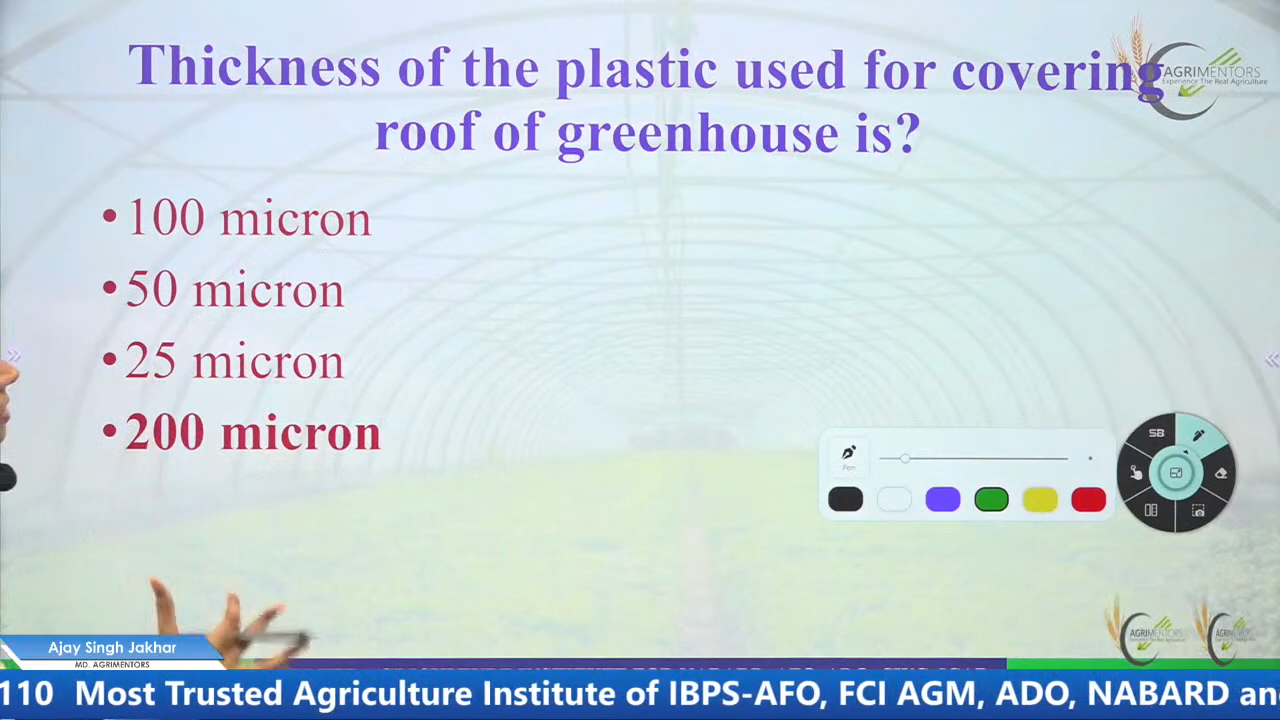 Thickness of the plastic used for covering
roof of greenhouse is?
AGRIMENTORS
Experience The Real Agriculture
•100 micron
•50 micron
•25 micron
•200 micron
SB
Pen
AGRIMENTORS
AGRIMENTORS
Ajay Singh Jakhar
MD. AGRIMENTORS
110 Most Trusted Agriculture Institute of IBPS-AFO, FCI AGM, ADO, NABARD an